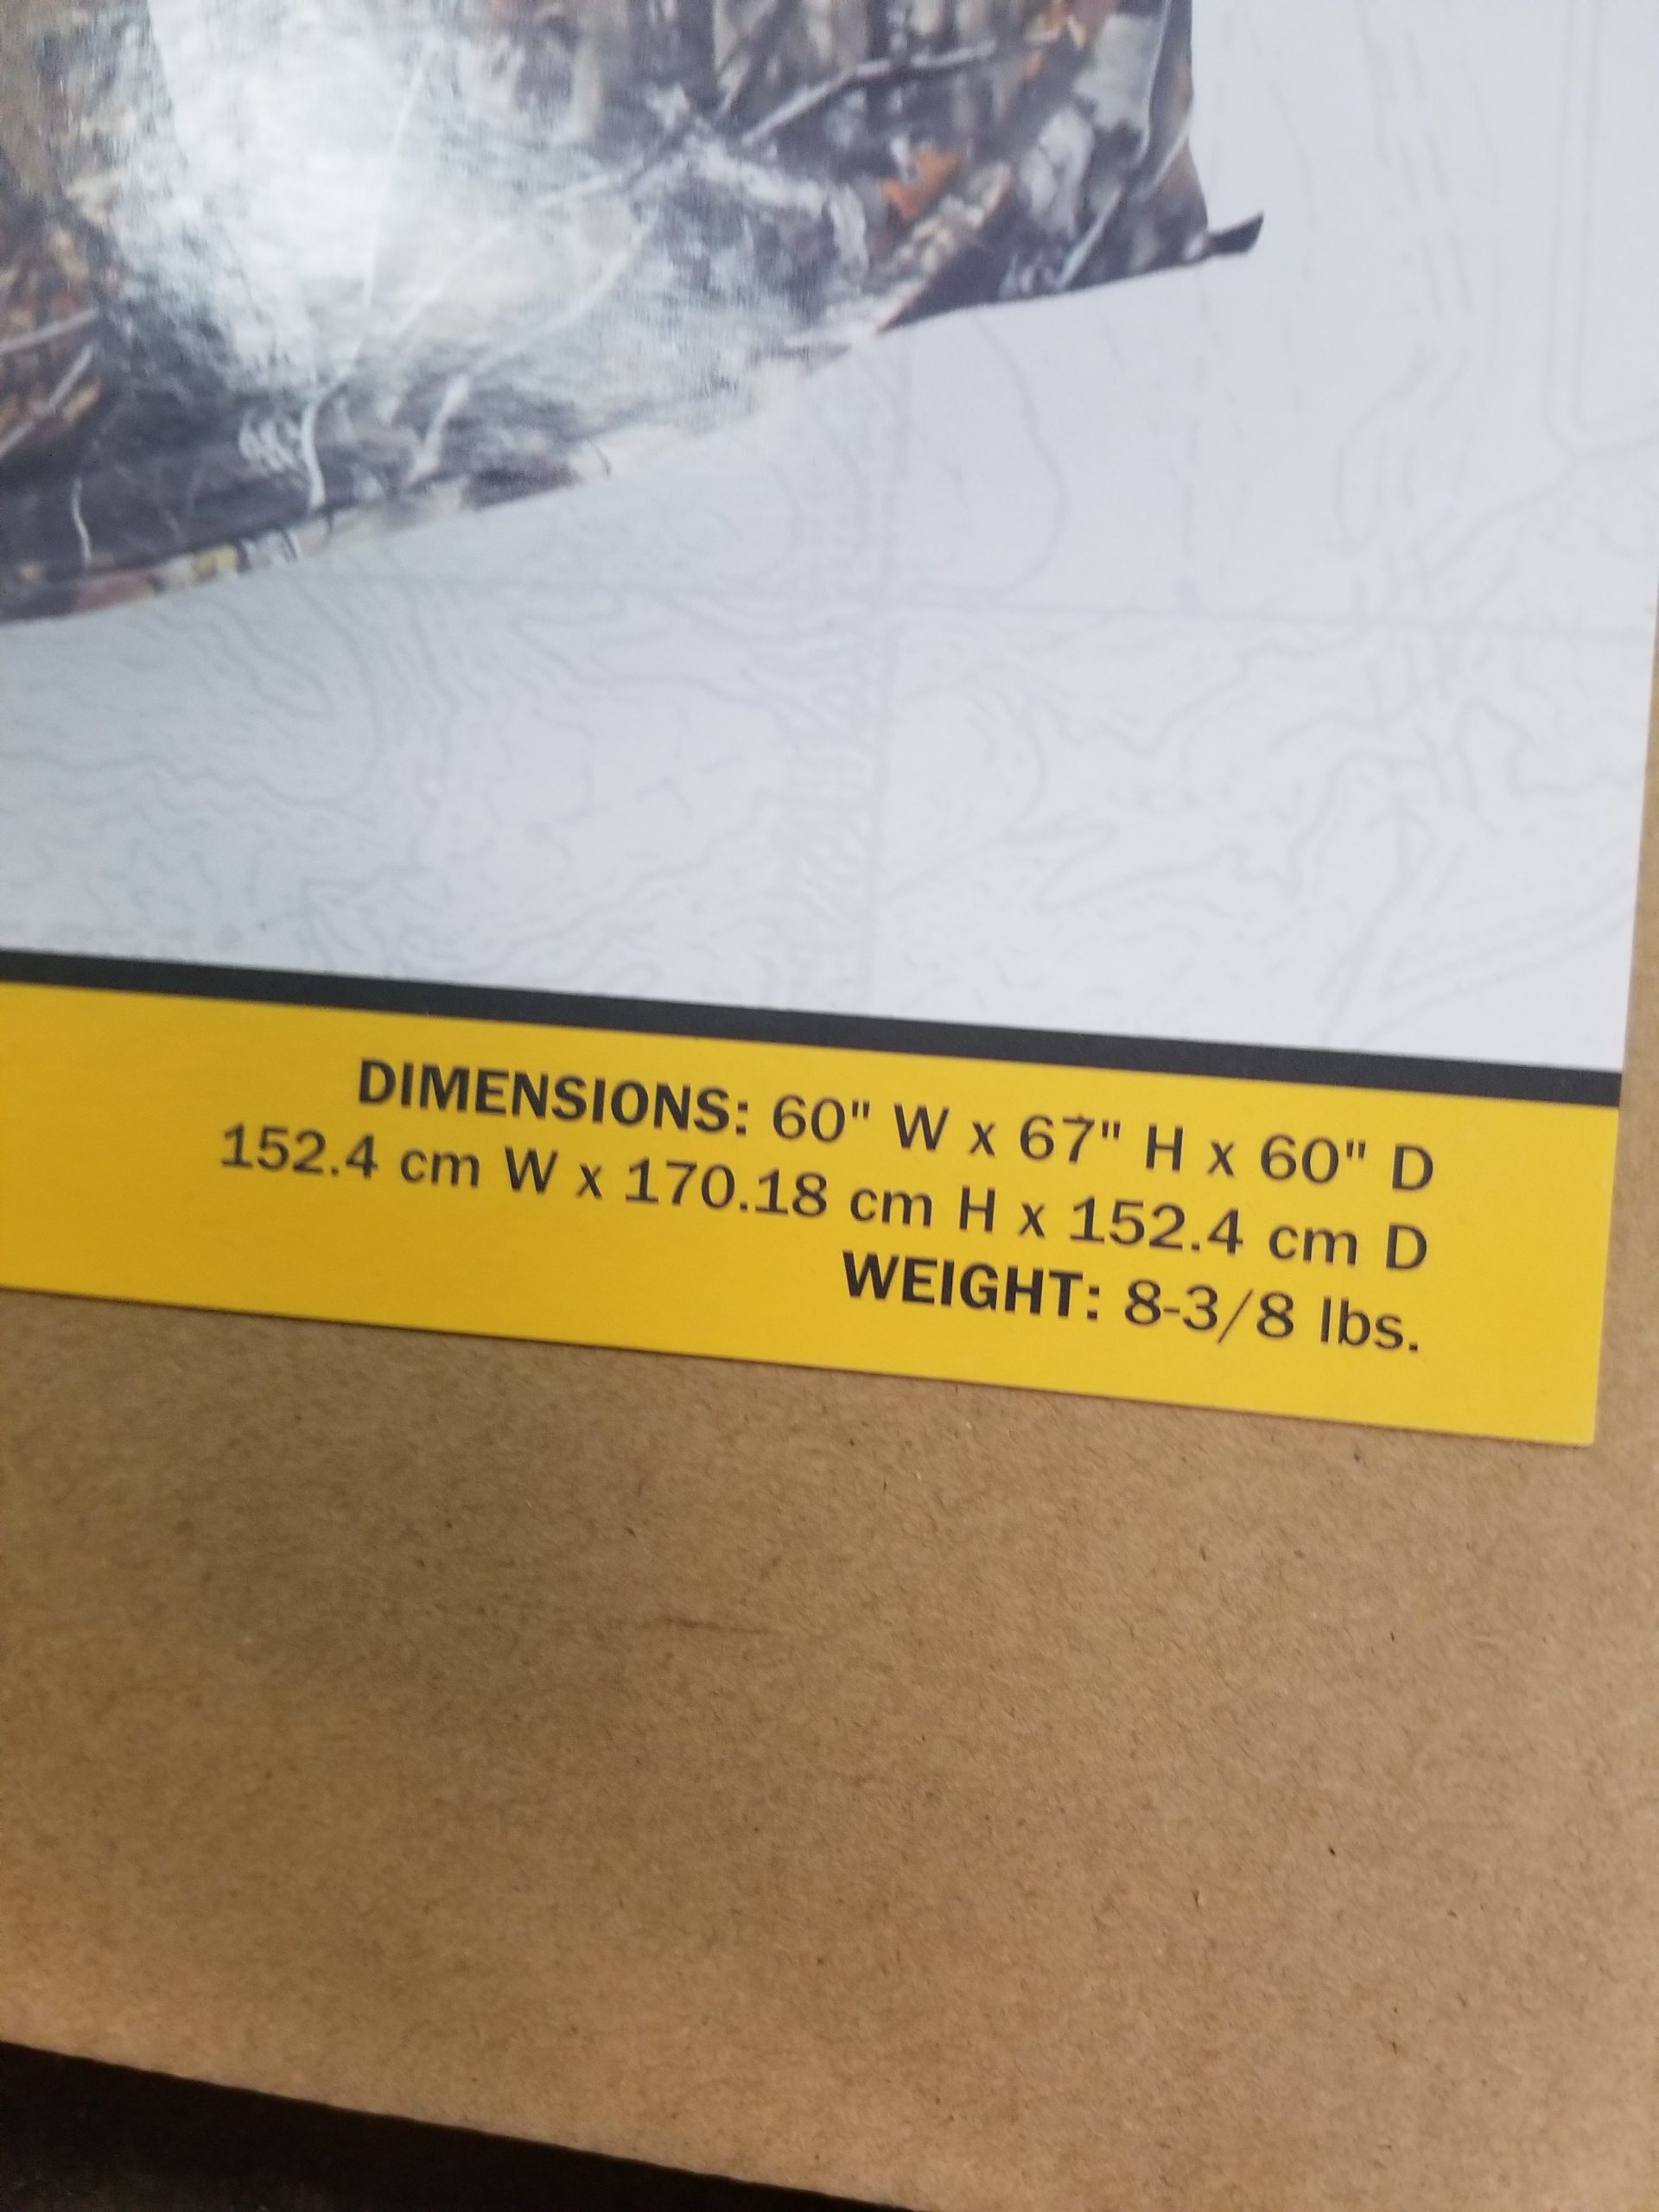 DIMENSIONS: 60" W x 67" H x 60" D
152.4 cm W x 170.18 cm H x 152.4 cm D
WEIGHT: 8-3/8 lbs.